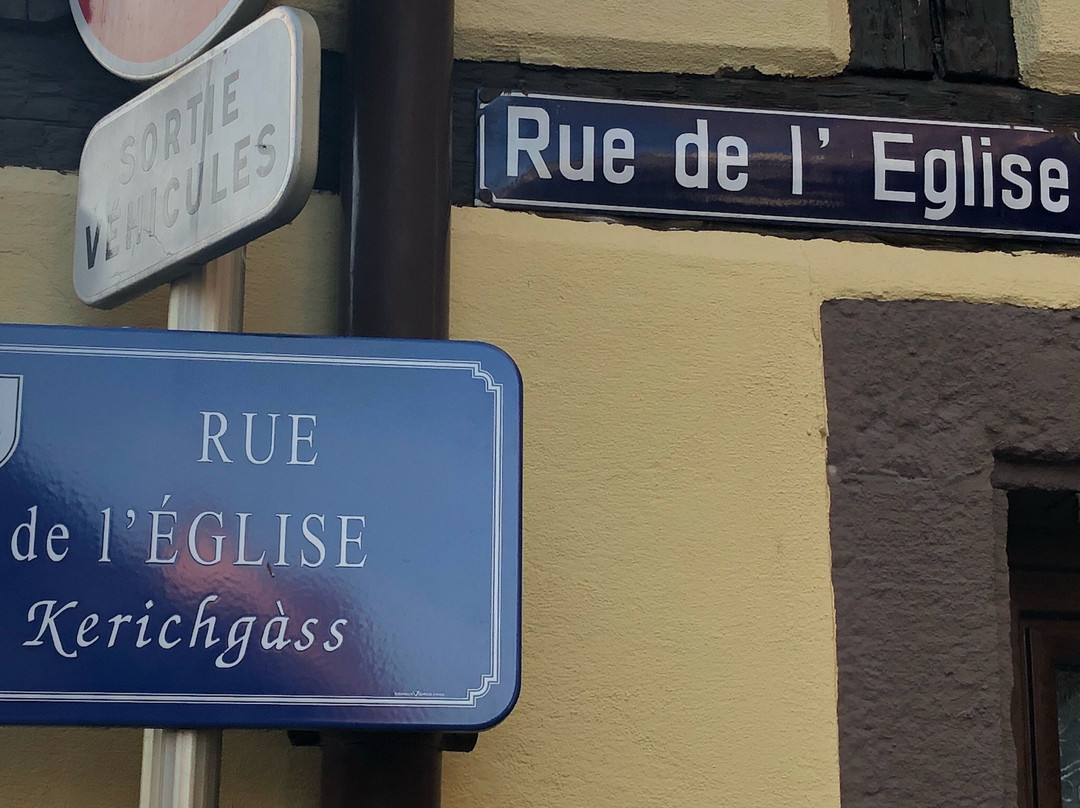 SORTIE
VÉHICULES
Rue de l' Eglise
RUE
de l'ÉGLISE
Kerichgàss